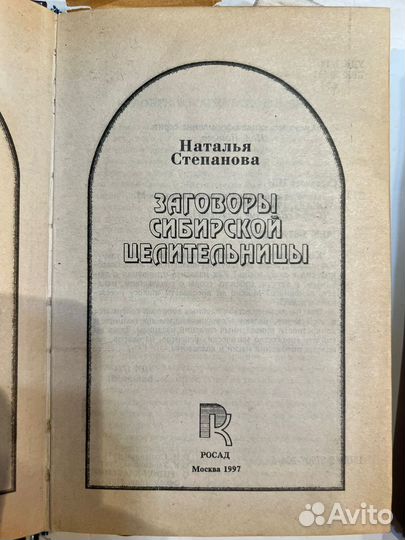 Наталья
Степанова
ЗАГОВОРЫ
СИБИРСКОЙ
ЦЕЛИТЕЛЬНИЦЫ
РОСАД
Москва 1997
Avito